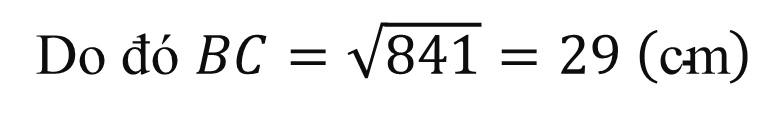 Do đó BC = √841 = 29 (cm)